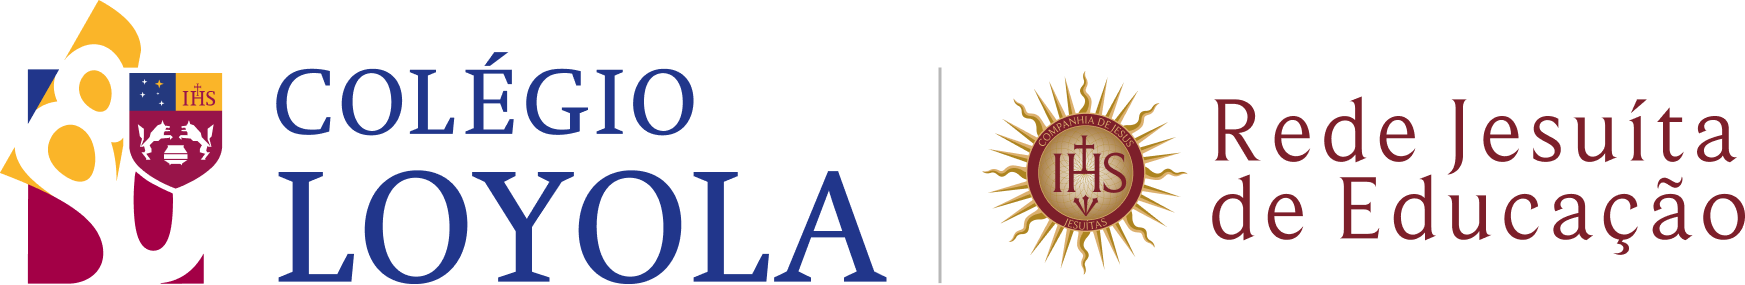 IHS
COLÉGIO
LOYOLA
COMPANHIA DE JESUS
IHS
JESUÍTAS
Rede Jesuíta
de Educação